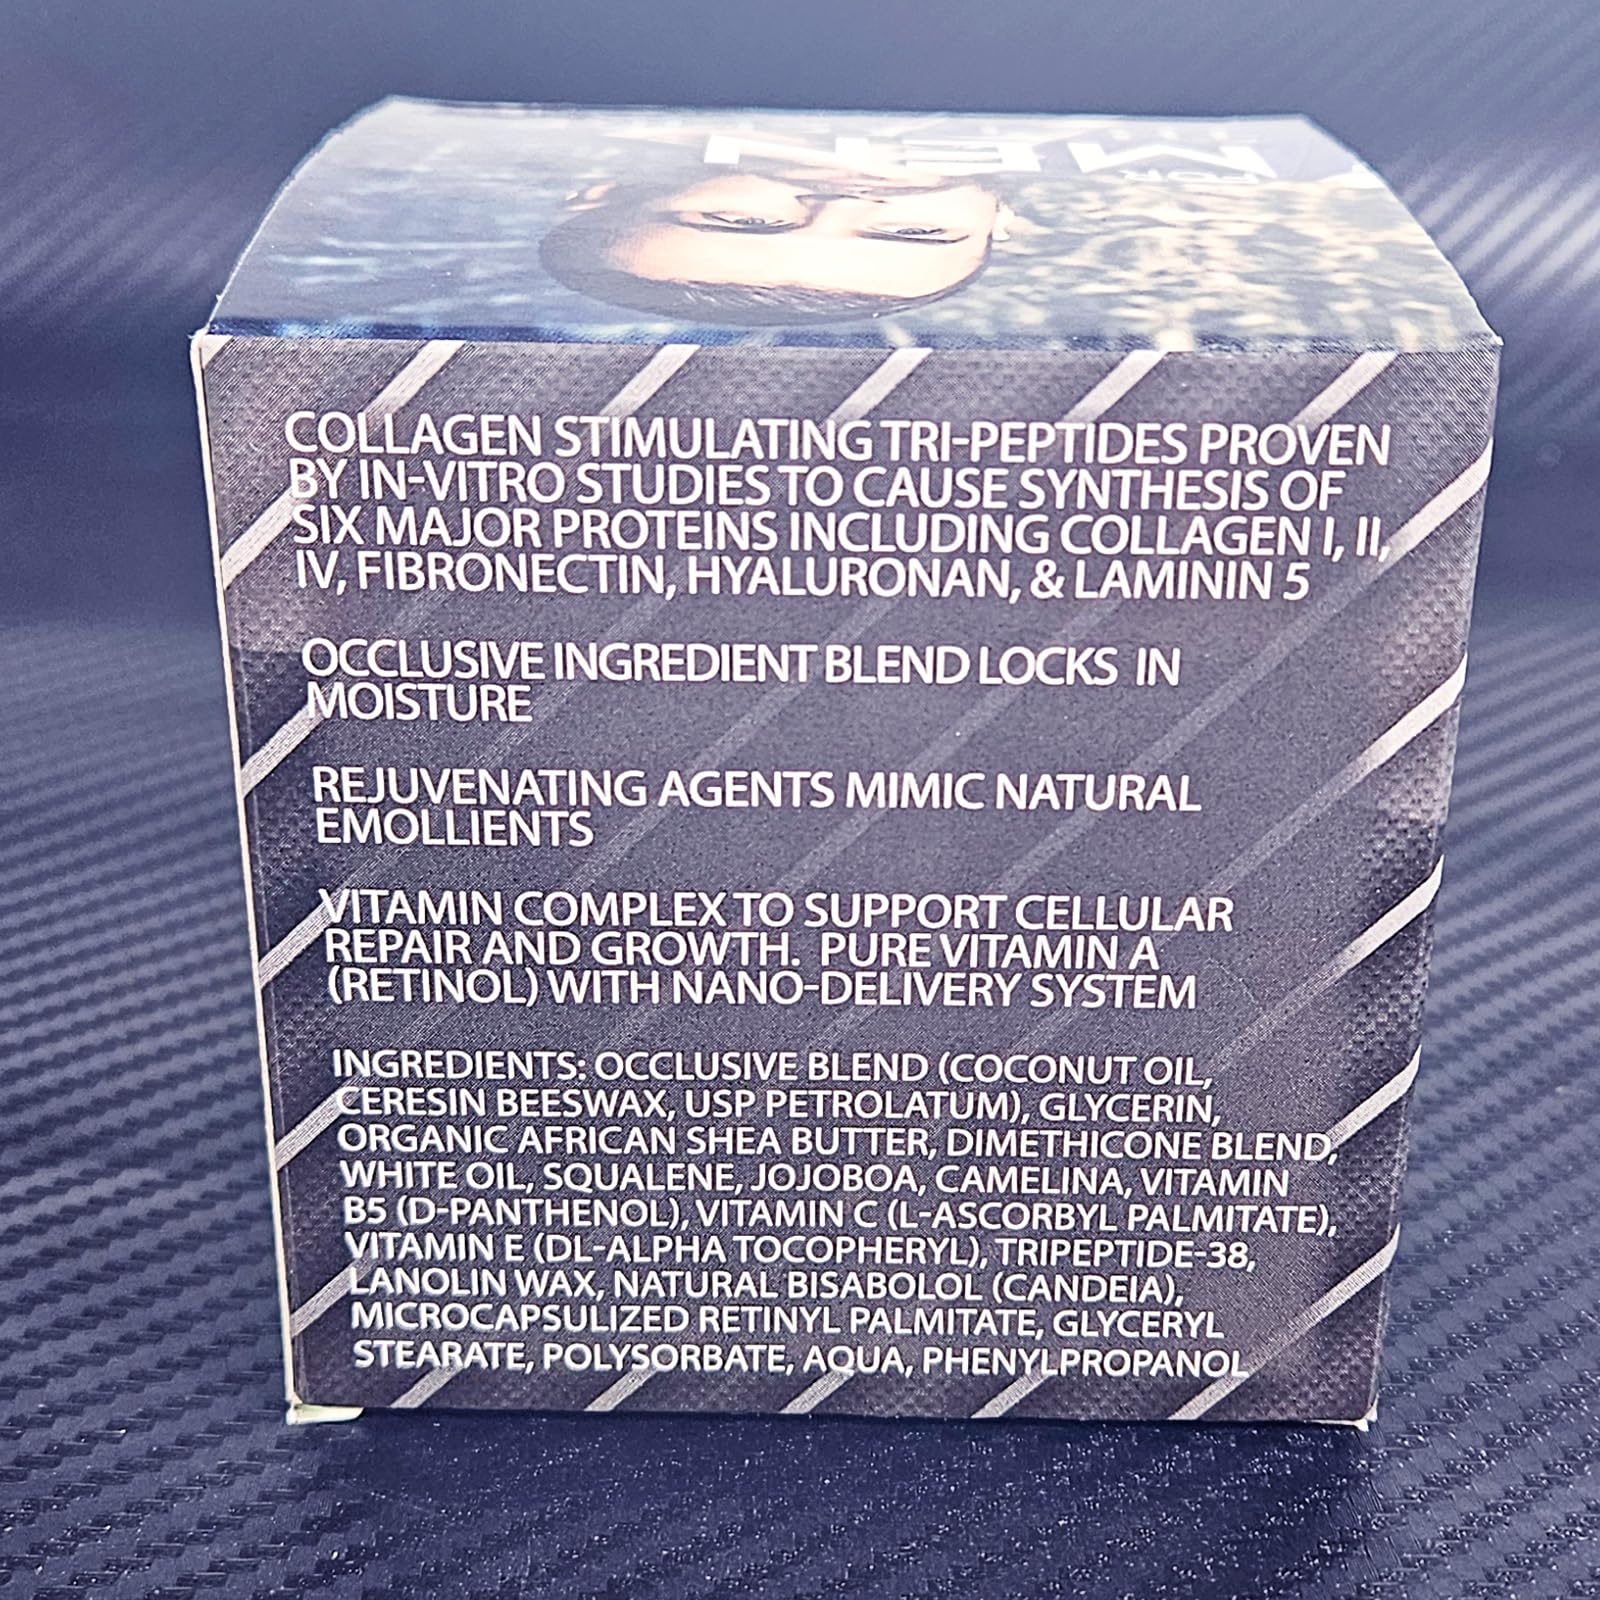 FOR
MEN
COLLAGEN STIMULATING TRI-PEPTIDES PROVEN
BY IN-VITRO STUDIES TO CAUSE SYNTHESIS OF
SIX MAJOR PROTEINS INCLUDING COLLAGEN I, II,
IV, FIBRONECTIN, HYALURONAN, & LAMININ 5
OCCLUSIVE INGREDIENT BLEND LOCKS IN
MOISTURE
REJUVENATING AGENTS MIMIC NATURAL
EMOLLIENTS
VITAMIN COMPLEX TO SUPPORT CELLULAR
REPAIR AND GROWTH. PURE VITAMIN A
(RETINOL) WITH NANO-DELIVERY SYSTEM
INGREDIENTS: OCCLUSIVE BLEND (COCONUT OIL,
CERESIN BEESWAX, USP PETROLATUM), GLYCERIN,
ORGANIC AFRICAN SHEA BUTTER, DIMETHICONE BLEND,
WHITE OIL, SQUALENE, JOJOBOA, CAMELINA, VITAMIN
B5 (D-PANTHENOL), VITAMIN C (L-ASCORBYL PALMITATE),
VITAMIN E (DL-ALPHA TOCOPHERYL), TRIPEPTIDE-38,
LANOLIN WAX, NATURAL BISABOLOL (CANDEIA),
MICROCAPSULIZED RETINYL PALMITATE, GLYCERYL
STEARATE, POLYSORBATE, AQUA, PHENYLPROPANOL